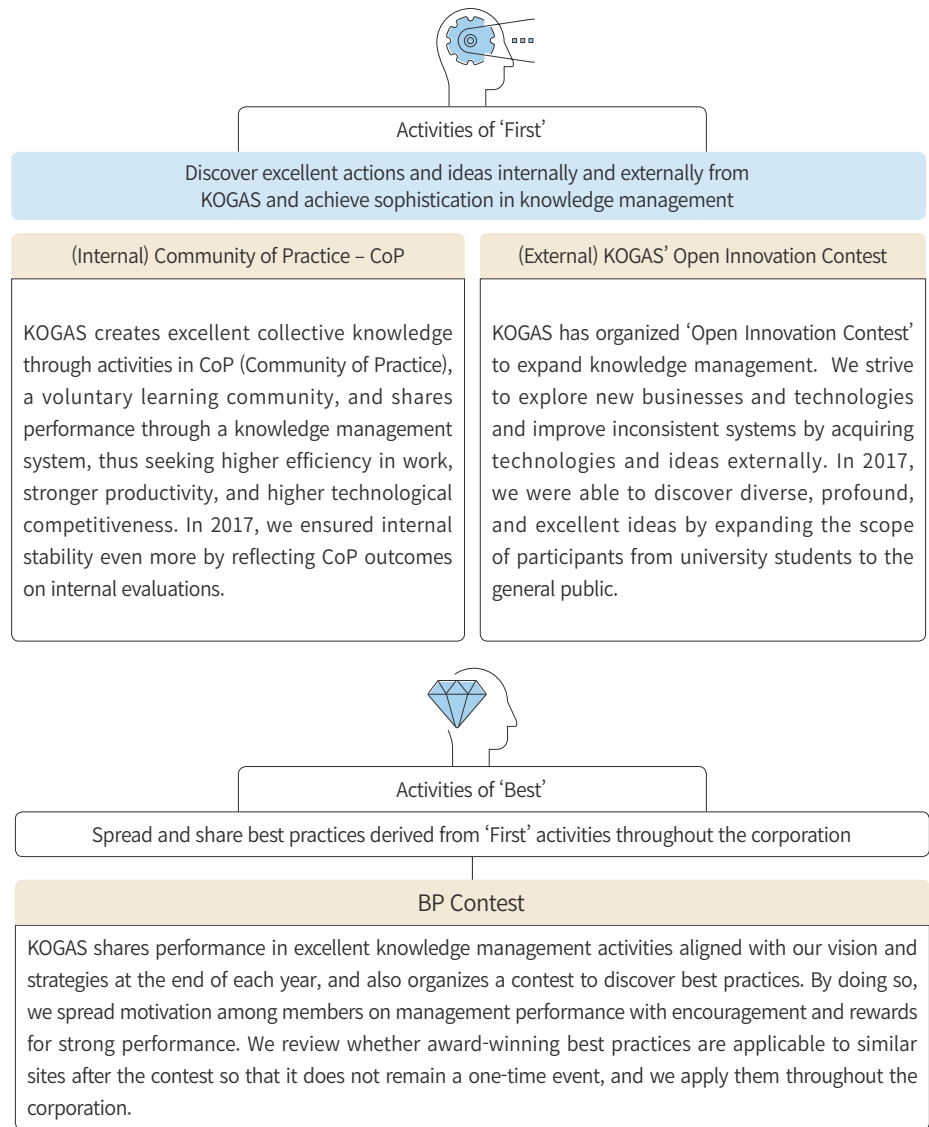 Activities of ‘First’
Discover excellent actions and ideas internally and externally from
KOGAS and achieve sophistication in knowledge management
(Internal) Community of Practice – CoP
KOGAS creates excellent collective knowledge
through activities in CoP (Community of Practice),
a voluntary learning community, and shares
performance through a knowledge management
system, thus seeking higher efficiency in work,
stronger productivity, and higher technological
competitiveness. In 2017, we ensured internal
stability even more by reflecting CoP outcomes
on internal evaluations.
(External) KOGAS’ Open Innovation Contest
KOGAS has organized ‘Open Innovation Contest’
to expand knowledge management. We strive
to explore new businesses and technologies
and improve inconsistent systems by acquiring
technologies and ideas externally. In 2017,
we were able to discover diverse, profound,
and excellent ideas by expanding the scope
of participants from university students to the
general public.
Activities of ‘Best’
Spread and share best practices derived from ‘First’ activities throughout the corporation
BP Contest
KOGAS shares performance in excellent knowledge management activities aligned with our vision and
strategies at the end of each year, and also organizes a contest to discover best practices. By doing so,
we spread motivation among members on management performance with encouragement and rewards
for strong performance. We review whether award-winning best practices are applicable to similar
sites after the contest so that it does not remain a one-time event, and we apply them throughout the
corporation.